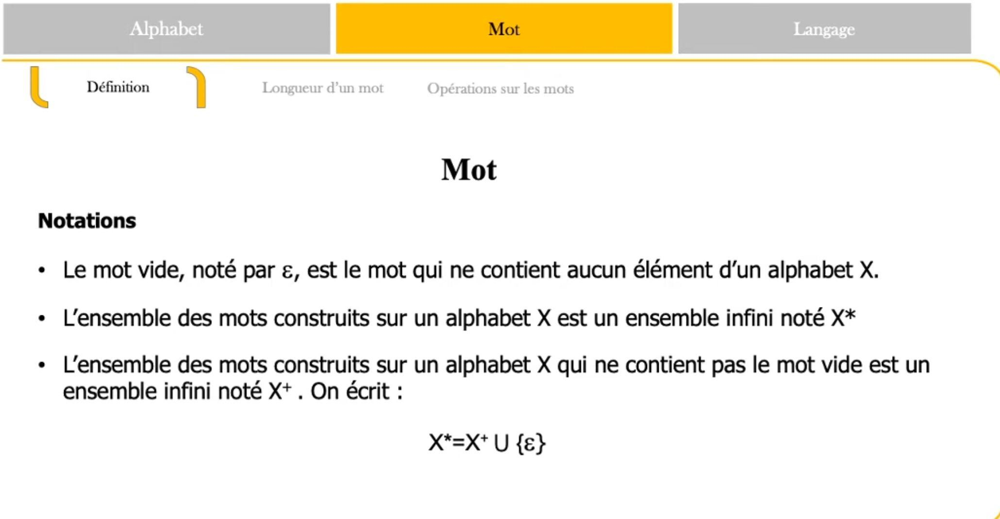 Alphabet
Mot
Langage
Définition
Longueur d’un mot
Opérations sur les mots
Mot
Notations
• Le mot vide, noté par ε, est le mot qui ne contient aucun élément d’un alphabet X.
• L’ensemble des mots construits sur un alphabet X est un ensemble infini noté X*
• L’ensemble des mots construits sur un alphabet X qui ne contient pas le mot vide est un
ensemble infini noté X⁺ . On écrit :
X*=X⁺ ∪ {ε}